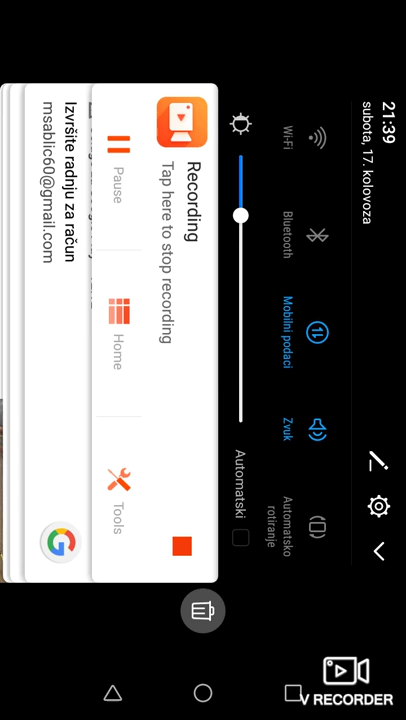 21:39
subota, 17. kolovoza
Wi-Fi
Bluetooth
Mobilni podaci
Zvuk
Automatsko
rotiranje
Automatski
Recording
Tap here to stop recording
Pause
Home
Tools
Izvršite radnju za račun
msablic60@gmail.com
V RECORDER